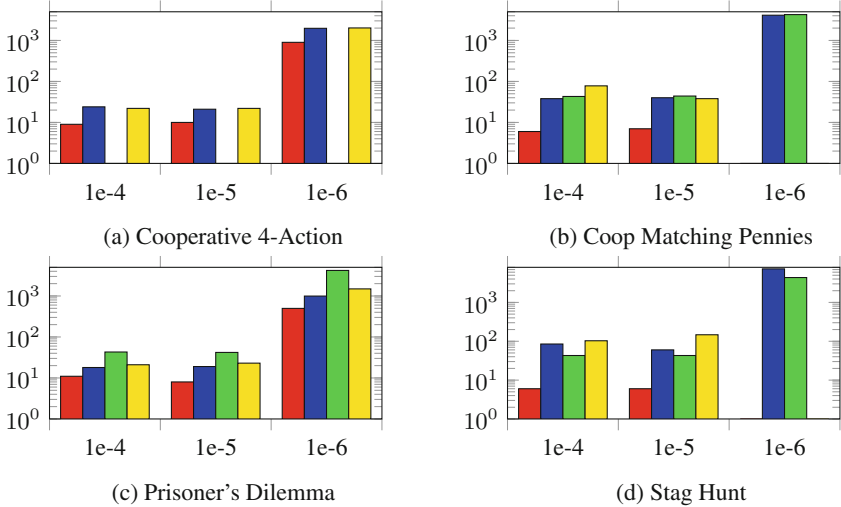 10^3
10^2
10^1
10^0
1e-4 1e-5 1e-6
(a) Cooperative 4-Action
10^3
10^2
10^1
10^0
1e-4 1e-5 1e-6
(b) Coop Matching Pennies
10^3
10^2
10^1
10^0
1e-4 1e-5 1e-6
(c) Prisoner's Dilemma
10^3
10^2
10^1
10^0
1e-4 1e-5 1e-6
(d) Stag Hunt